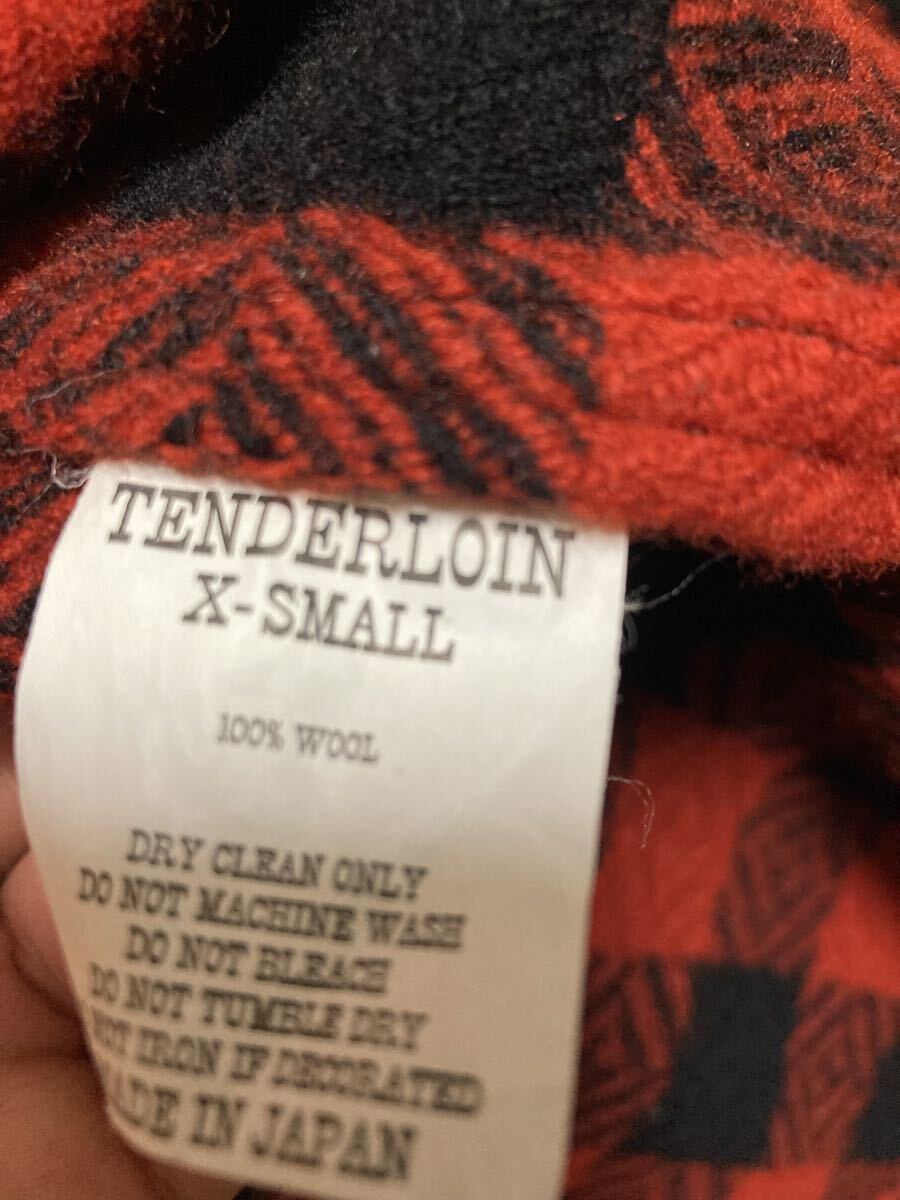 TENDERLOIN
X-SMALL
100% WOOL
DRY CLEAN ONLY
DO NOT MACHINE WASH
DO NOT BLEACH
DO NOT TUMBLE DRY
NOT IRON IF DECORATED
MADE IN JAPAN